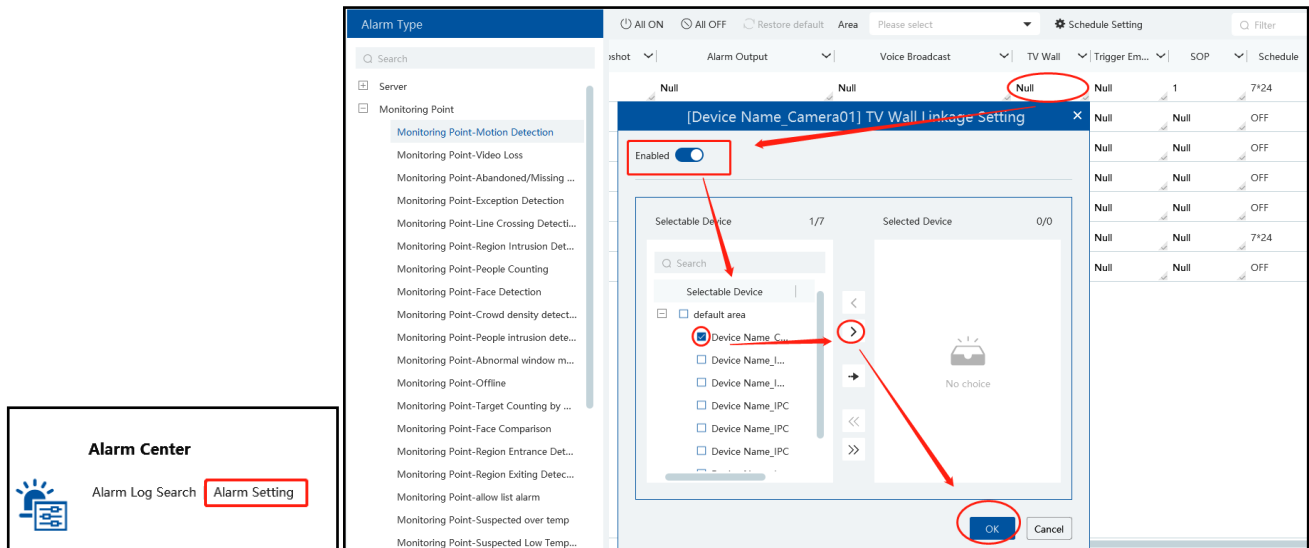 Alarm Center
Alarm Log Search Alarm Setting
Alarm Type
Search
Server
Monitoring Point
Monitoring Point-Motion Detection
Monitoring Point-Video Loss
Monitoring Point-Abandoned/Missing ...
Monitoring Point-Exception Detection
Monitoring Point-Line Crossing Detecti...
Monitoring Point-Region Intrusion Det...
Monitoring Point-People Counting
Monitoring Point-Face Detection
Monitoring Point-Crowd density detect...
Monitoring Point-People intrusion dete...
Monitoring Point-Abnormal window m...
Monitoring Point-Offline
Monitoring Point-Target Counting by ...
Monitoring Point-Face Comparison
Monitoring Point-Region Entrance Det...
Monitoring Point-Region Exiting Detec...
Monitoring Point-allow list alarm
Monitoring Point-Suspected over temp
Monitoring Point-Suspected Low Temp...
All ON All OFF Restore default Area Please select Schedule Setting Filter
shot Alarm Output Voice Broadcast TV Wall Trigger Em... SOP Schedule
Null Null Null Null 1 7*24
Null Null OFF
Null Null OFF
Null Null OFF
Null Null OFF
Null Null 7*24
Null Null OFF
[Device Name_Camera01] TV Wall Linkage Setting
Enabled
Selectable Device 1/7 Selected Device 0/0
Search
Selectable Device
default area
Device Name_C...
Device Name_I...
Device Name_I...
Device Name_IPC
Device Name_IPC
Device Name_IPC
No choice
OK Cancel